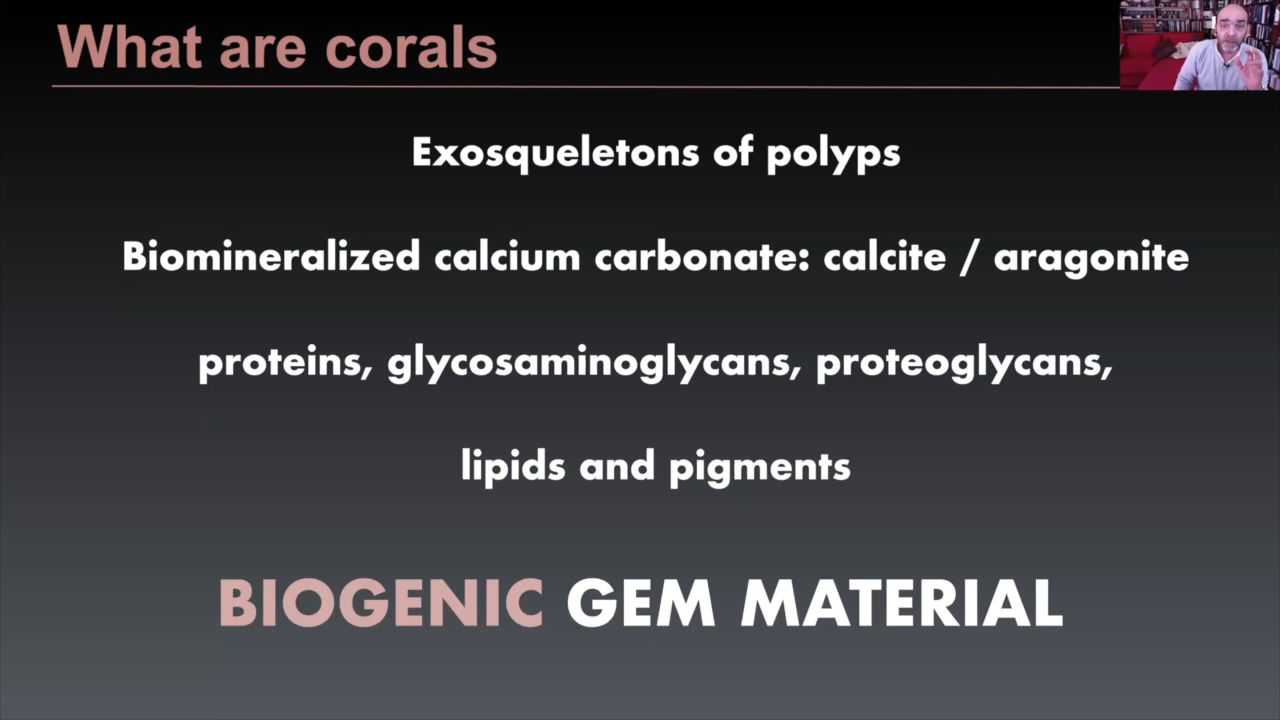 What are corals
Exosqueletons of polyps
Biomineralized calcium carbonate: calcite / aragonite
proteins, glycosaminoglycans, proteoglycans,
lipids and pigments
BIOGENIC GEM MATERIAL